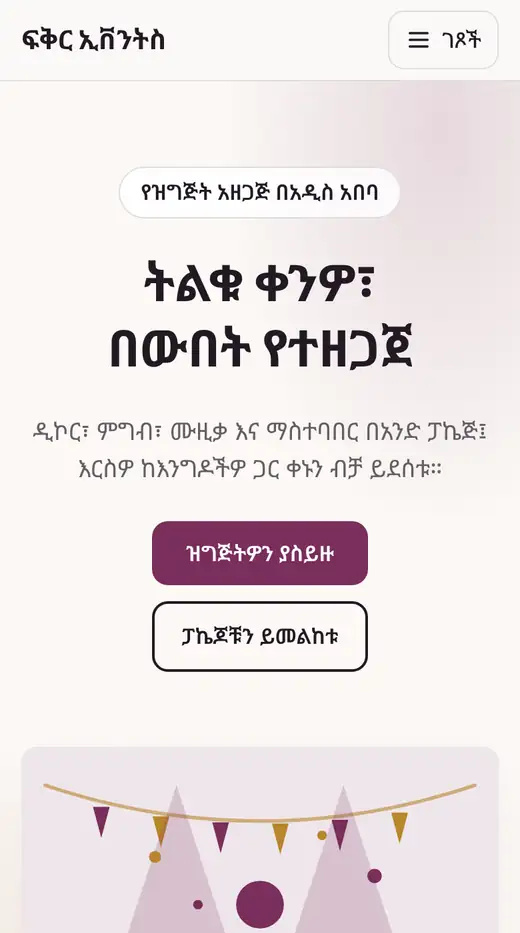 ፍቅር ኢቨንትስ
ገጾች
የዝግጅት አዘጋጅ በአዲስ አበባ
ትልቁ ቀንዎ፣
በውበት የተዘጋጀ
ዲኮር፣ ምግብ፣ ሙዚቃ እና ማስተባበር በአንድ ፓኬጅ፤
እርስዎ ከእንግዶችዎ ጋር ቀኑን ብቻ ይደሰቱ።
ዝግጅትዎን ያስይዙ
ፓኬጆቹን ይመልከቱ